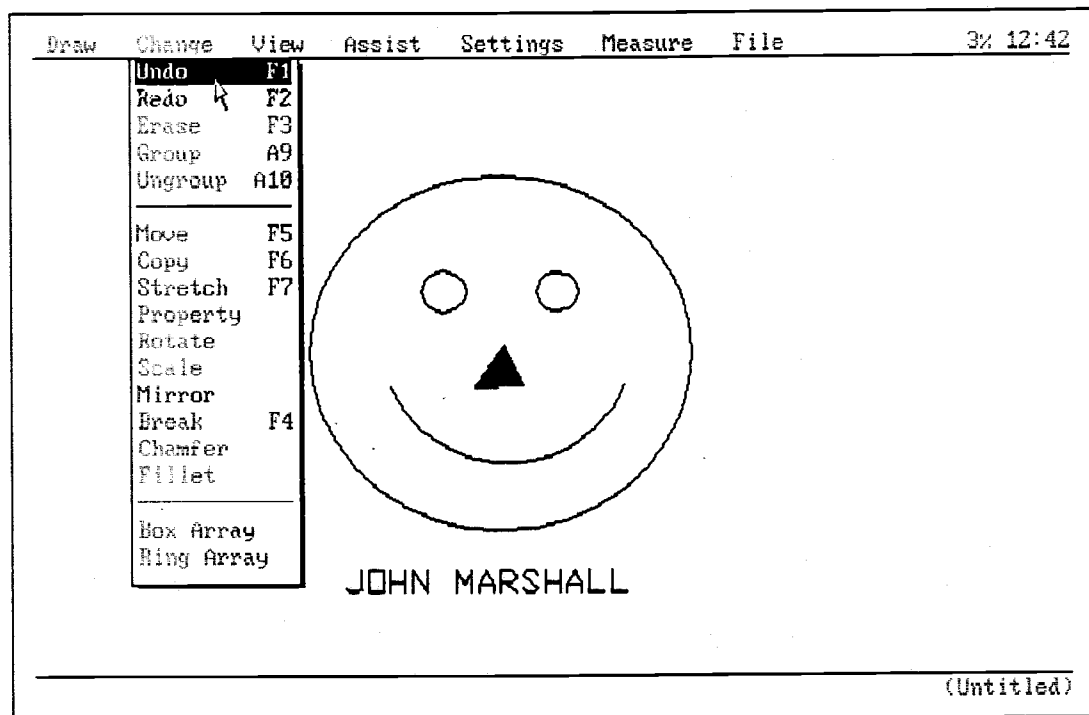 Draw Change View Assist Settings Measure File 3% 12:42
Undo F1
Redo F2
Erase F3
Group A9
Ungroup A10
Move F5
Copy F6
Stretch F7
Property
Rotate
Scale
Mirror
Break F4
Chamfer
Fillet
Box Array
Ring Array
JOHN MARSHALL
(Untitled)